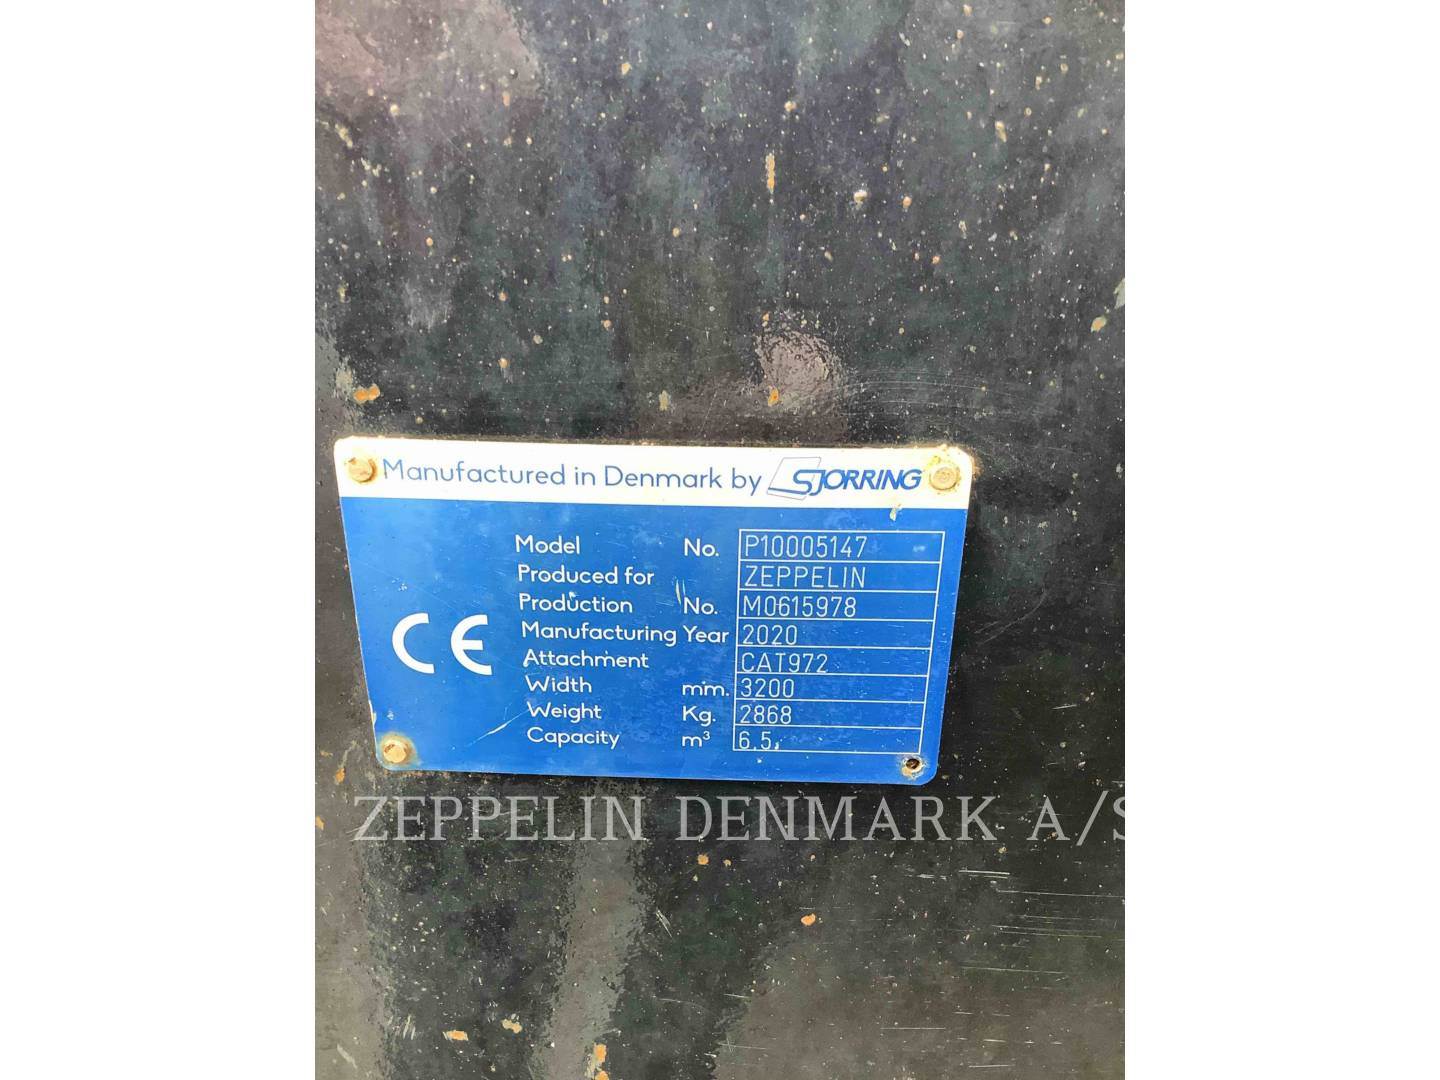 Manufactured in Denmark by SJORRING
Model No. P10005147
Produced for ZEPPELIN
Production No. M0615978
Manufacturing Year 2020
Attachment CAT972
Width mm. 3200
Weight Kg. 2868
Capacity m³ 6.5
CE
ZEPPELIN DENMARK A/S